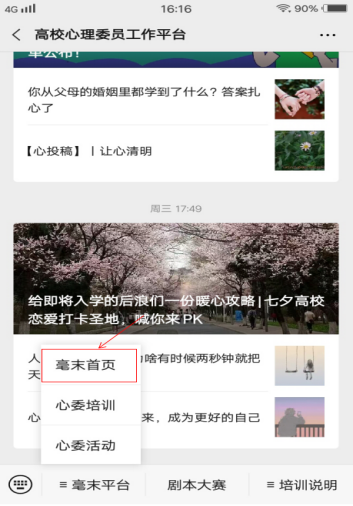 4G 16:16 90%
高校心理委员工作平台
单公布！
你从父母的婚姻里都学到了什么？答案扎
心了
【心投稿】丨让心清明
周三 17:49
给即将入学的后浪们一份暖心攻略|七夕高校
恋爱打卡圣地，喊你来PK
人
啥有时候两秒钟就把
天
毫末首页
心委培训
心
来，成为更好的自己
心委活动
毫末平台 剧本大赛 培训说明